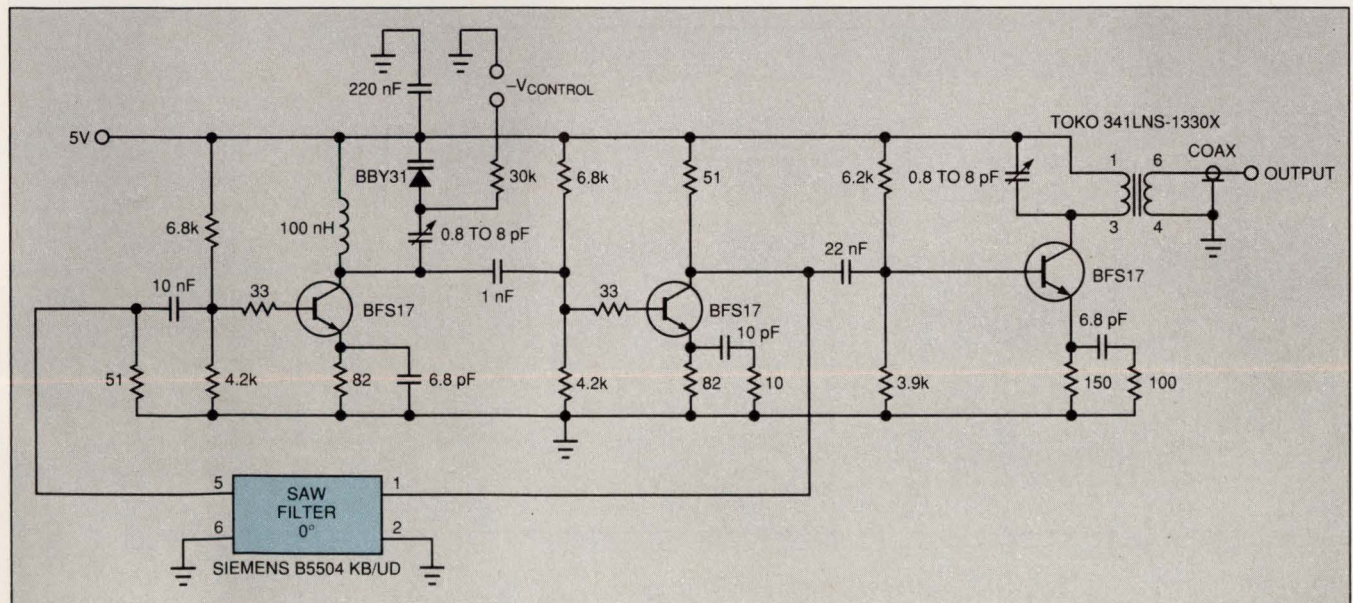 220 nF
–VCONTROL
5V
BBY31
30k
6.8k
51
6.2k
0.8 TO 8 pF
TOKO 341LNS-1330X
1
6
COAX
OUTPUT
3
4
6.8k
100 nH
0.8 TO 8 pF
10 nF
33
BFS17
1 nF
33
BFS17
22 nF
BFS17
10 pF
6.8 pF
51
4.2k
82
6.8 pF
4.2k
82
10
3.9k
150
100
5
SAW
FILTER
0°
1
6
2
SIEMENS B5504 KB/UD